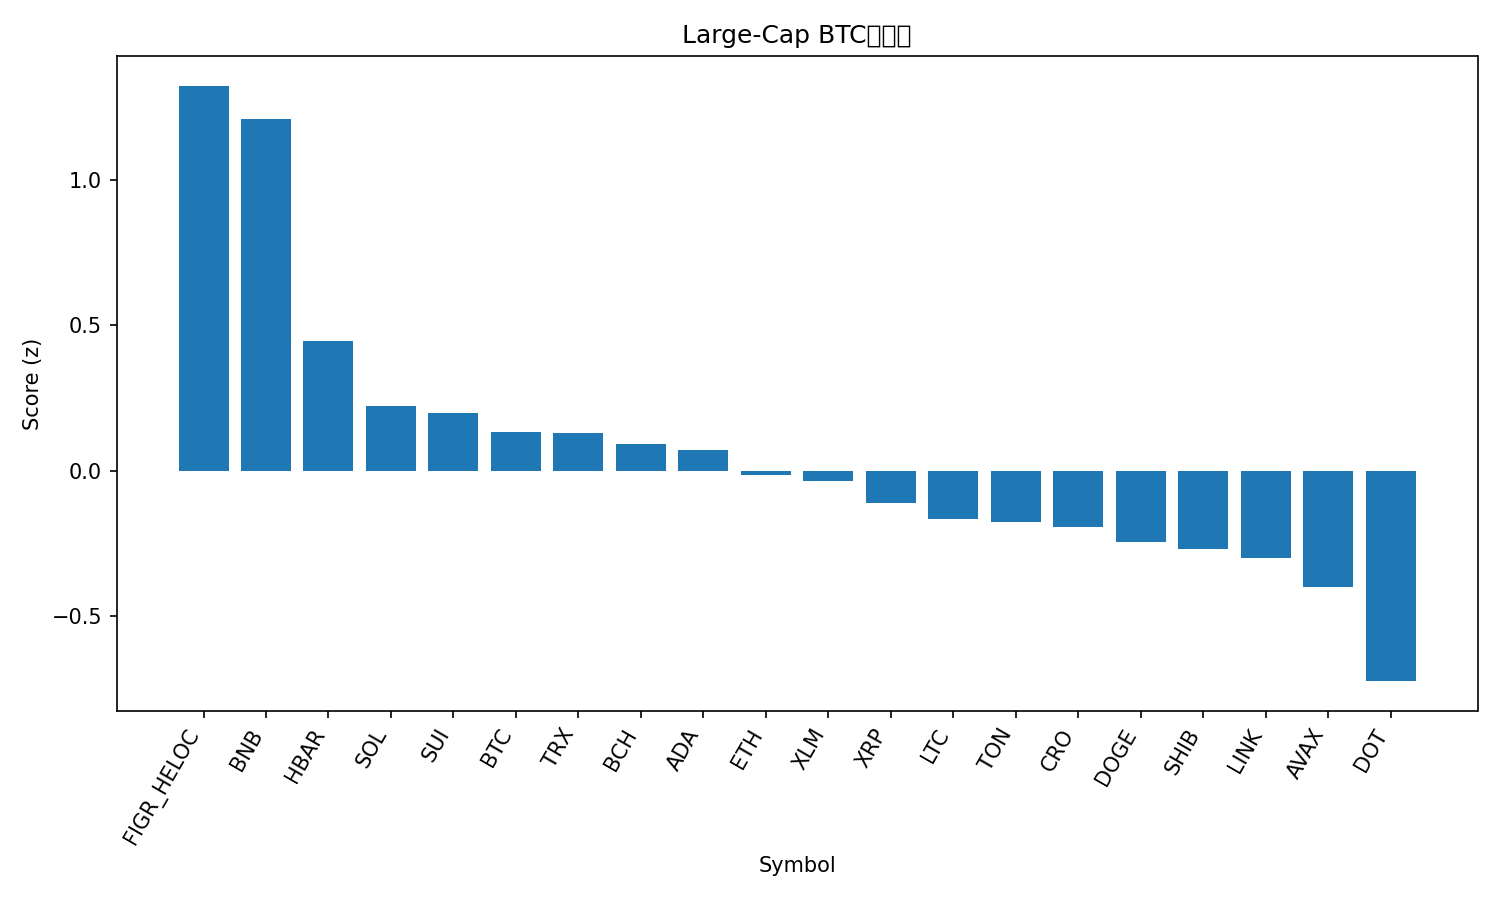 Large-Cap BTC
Score (z)
1.0
0.5
0.0
−0.5
FIGR_HELOC
BNB
HBAR
SOL
SUI
BTC
TRX
BCH
ADA
ETH
XLM
XRP
LTC
TON
CRO
DOGE
SHIB
LINK
AVAX
DOT
Symbol